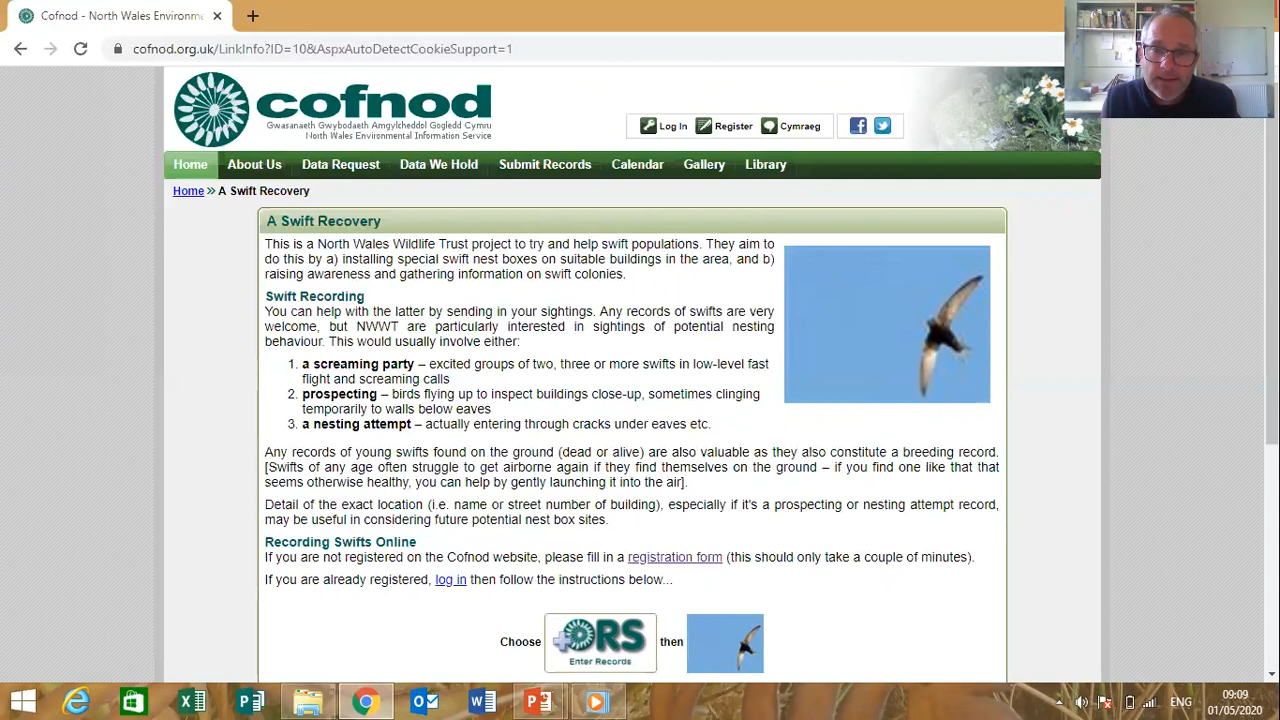 Cofnod - North Wales Environm
cofnod.org.uk/LinkInfo?ID=10&AspxAutoDetectCookieSupport=1
cofnod
Gwasanaeth Gwybodaeth Amgylcheddol Gogledd Cymru
North Wales Environmental Information Service
Log In Register Cymraeg
Home About Us Data Request Data We Hold Submit Records Calendar Gallery Library
Home » A Swift Recovery
A Swift Recovery
This is a North Wales Wildlife Trust project to try and help swift populations. They aim to
do this by a) installing special swift nest boxes on suitable buildings in the area, and b)
raising awareness and gathering information on swift colonies.
Swift Recording
You can help with the latter by sending in your sightings. Any records of swifts are very
welcome, but NWWT are particularly interested in sightings of potential nesting
behaviour. This would usually involve either:
1. a screaming party – excited groups of two, three or more swifts in low-level fast
flight and screaming calls
2. prospecting – birds flying up to inspect buildings close-up, sometimes clinging
temporarily to walls below eaves
3. a nesting attempt – actually entering through cracks under eaves etc.
Any records of young swifts found on the ground (dead or alive) are also valuable as they also constitute a breeding record.
[Swifts of any age often struggle to get airborne again if they find themselves on the ground – if you find one like that that
seems otherwise healthy, you can help by gently launching it into the air].
Detail of the exact location (i.e. name or street number of building), especially if it's a prospecting or nesting attempt record,
may be useful in considering future potential nest box sites.
Recording Swifts Online
If you are not registered on the Cofnod website, please fill in a registration form (this should only take a couple of minutes).
If you are already registered, log in then follow the instructions below...
Choose ORS then
Enter Records
ENG
09:09
01/05/2020